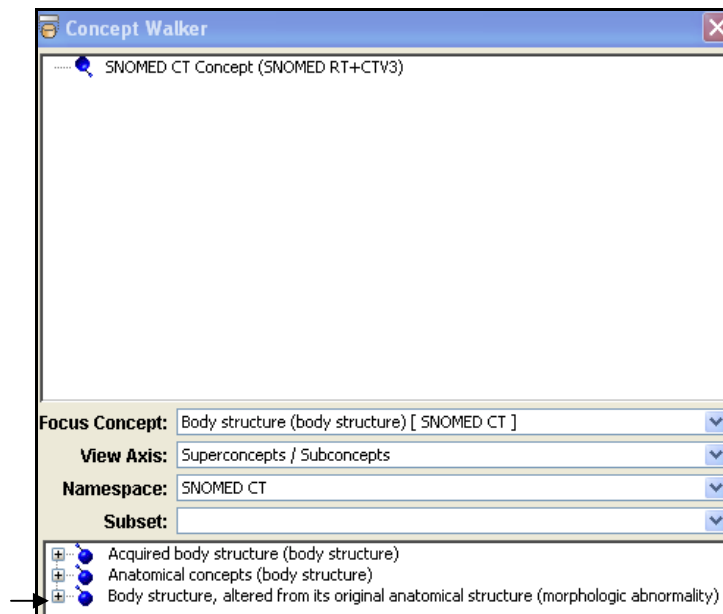 Concept Walker
SNOMED CT Concept (SNOMED RT+CTV3)
Focus Concept: Body structure (body structure) [ SNOMED CT ]
View Axis: Superconcepts / Subconcepts
Namespace: SNOMED CT
Subset:
Acquired body structure (body structure)
Anatomical concepts (body structure)
Body structure, altered from its original anatomical structure (morphologic abnormality)